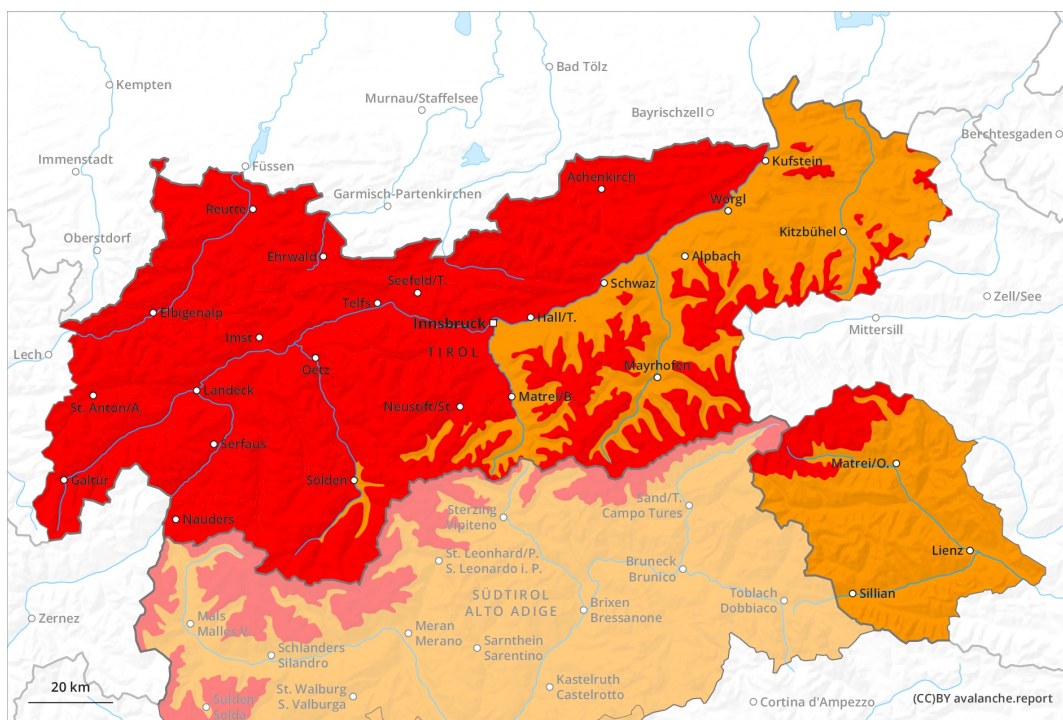 Kempten
Bad Tölz
Murnau/Staffelsee
Bayrischzell
Berchtesgaden
Immenstadt
Füssen
Kufstein
Achenkirch
Garmisch-Partenkirchen
Reutte
Wörgl
Oberstdorf
Kitzbühel
Ehrwald
Alpbach
Seefeld/T.
Schwaz
Zell/See
Telfs
Elbigenalp
Hall/T.
Innsbruck
Mittersill
Imst
Lech
TIROL
Oetz
Mayrhofen
Landeck
Matrei/B.
St. Anton/A.
Neustift/St.
Serfaus
Matrei/O.
Galtür
Sölden
Sand/T.
Campo Tures
Nauders
Sterzing
Vipiteno
Lienz
St. Leonhard/P.
S. Leonardo i. P.
Bruneck
Brunico
SÜDTIROL
ALTO ADIGE
Toblach
Dobbiaco
Sillian
Brixen
Bressanone
Zernez
Mals
Malles V.
Meran
Merano
Sarnthein
Sarentino
Schlanders
Silandro
Kastelruth
Castelrotto
20 km
St. Walburg
S. Valburga
Sulden
Solda
Cortina d'Ampezzo
(CC)BY avalanche.report